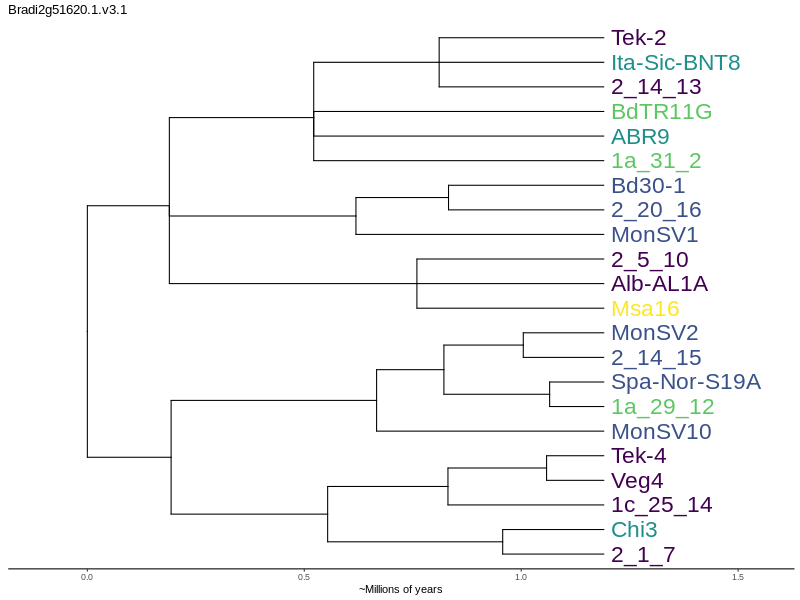 Bradi2g51620.1.v3.1
Tek-2
Ita-Sic-BNT8
2_14_13
BdTR11G
ABR9
1a_31_2
Bd30-1
2_20_16
MonSV1
2_5_10
Alb-AL1A
Msa16
MonSV2
2_14_15
Spa-Nor-S19A
1a_29_12
MonSV10
Tek-4
Veg4
1c_25_14
Chi3
2_1_7
0.0 0.5 1.0 1.5
~Millions of years